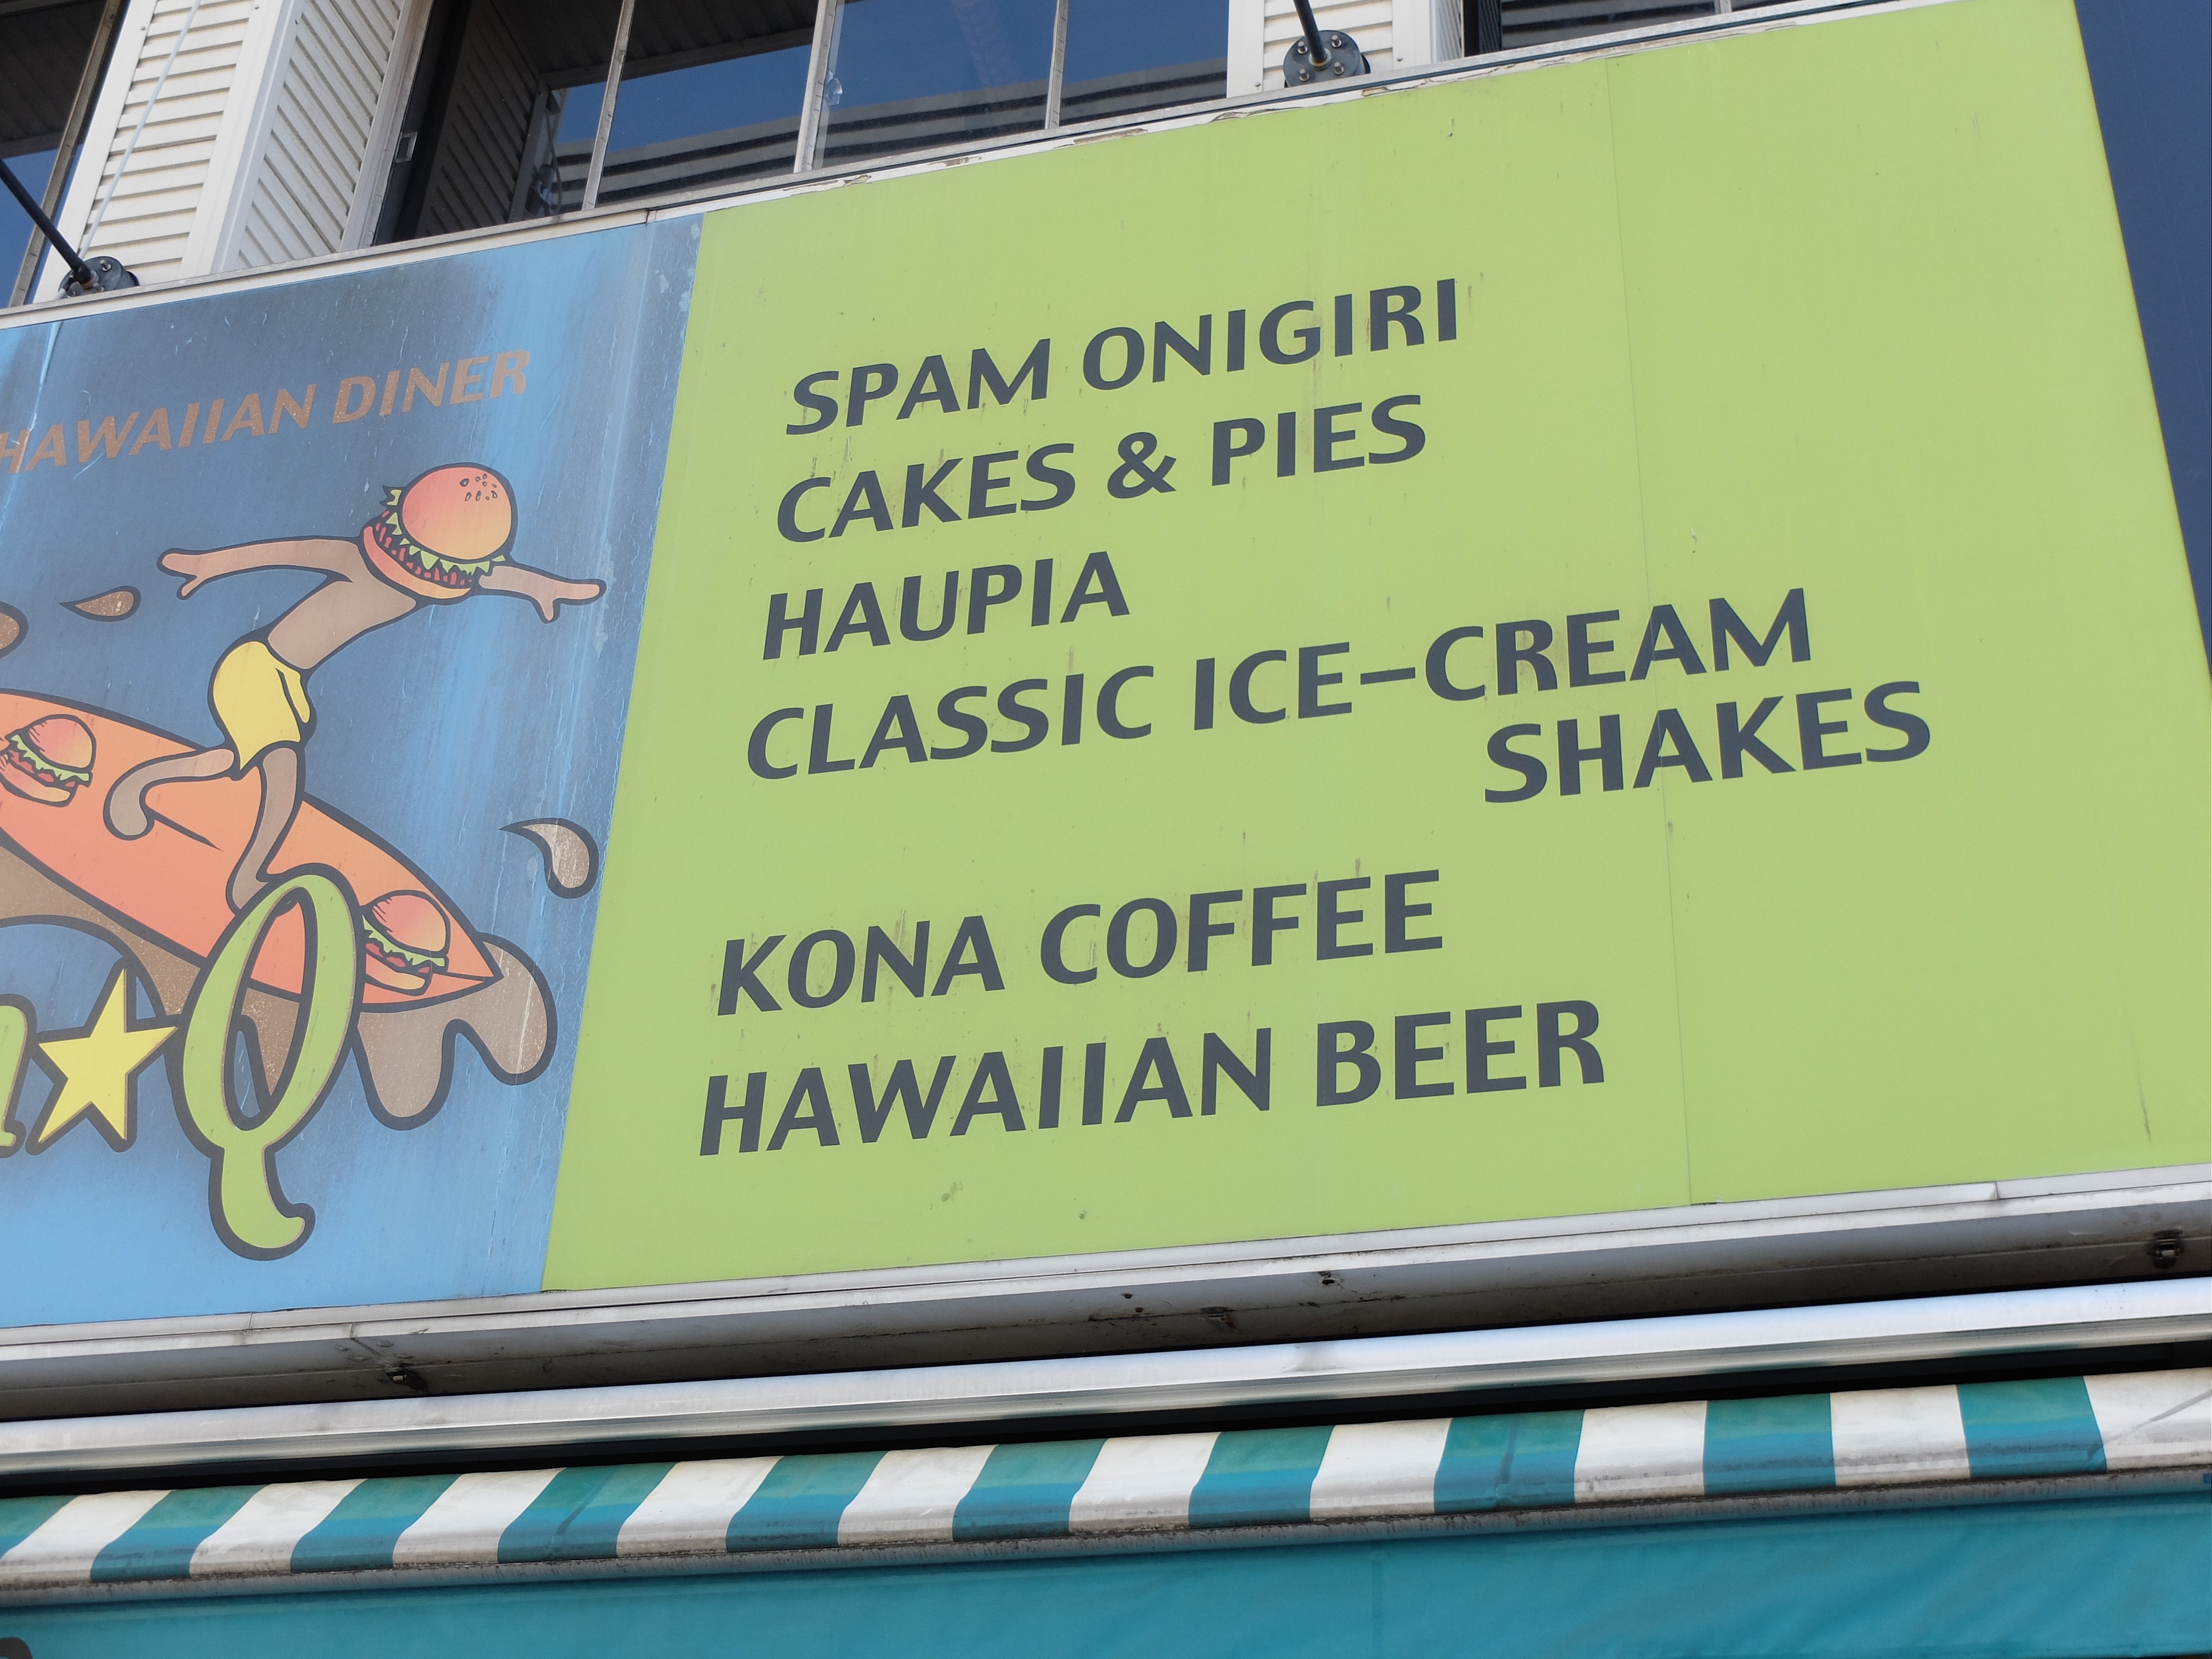 HAWAIIAN DINER
Q
SPAM ONIGIRI
CAKES & PIES
HAUPIA
CLASSIC ICE-CREAM
SHAKES
KONA COFFEE
HAWAIIAN BEER